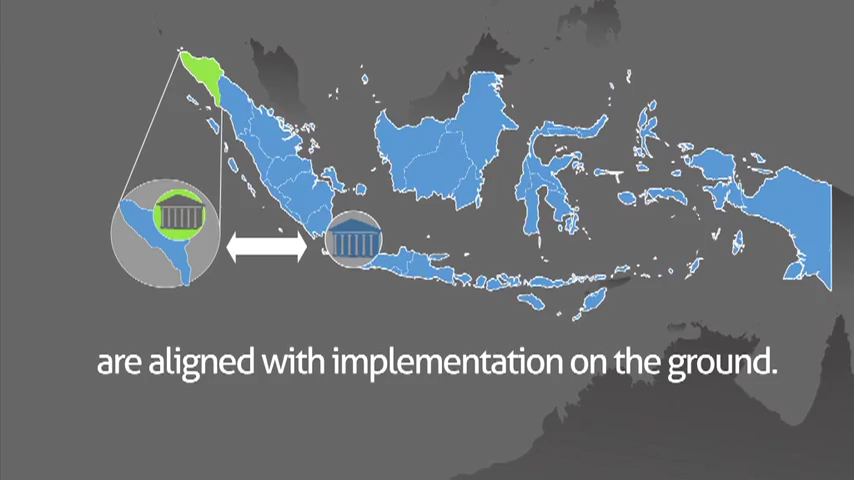 are aligned with implementation on the ground.